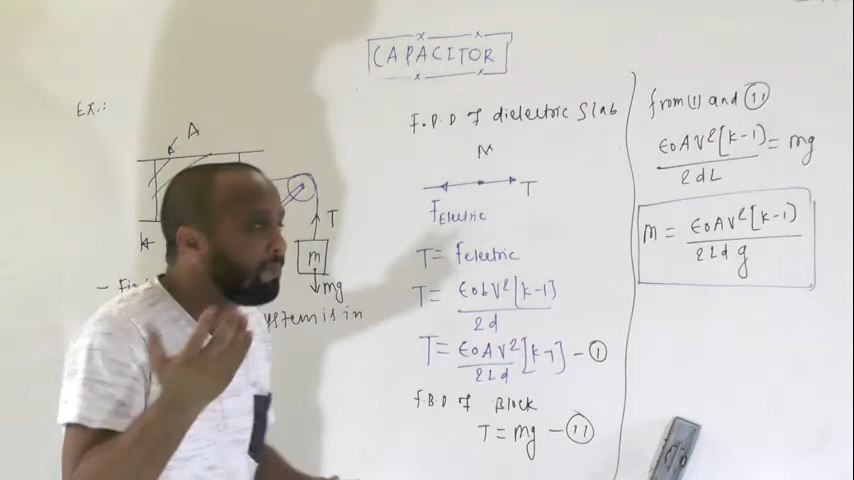 CAPACITOR
Ex.:
A
T
m
mg
ystem is in
F.B.D of dielectric Slab
M
T
FElectric
T = felectric
T = ε0bV²[k-1]
2d
T = ε0AV²[k-1] - (1)
2Ld
F.B.D of Block
T = mg - (11)
from (1) and (11)
ε0AV²[k-1] = mg
2dL
m = ε0AV²[k-1]
2Ldg